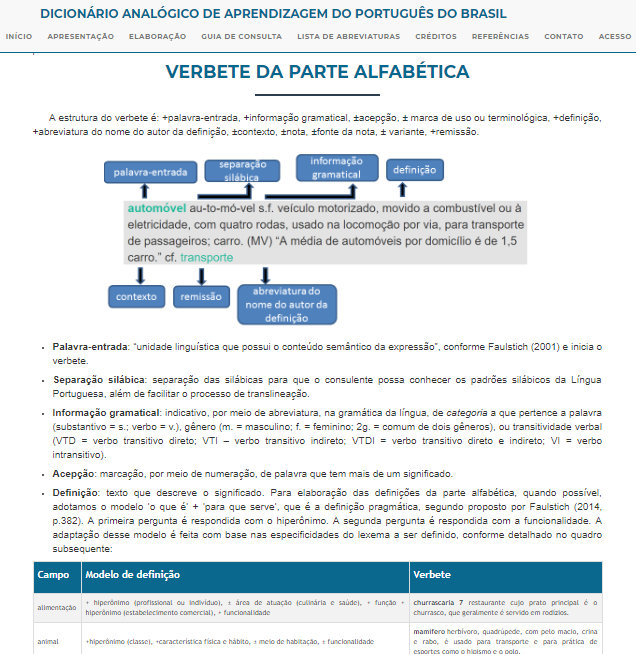 DICIONÁRIO ANALÓGICO DE APRENDIZAGEM DO PORTUGUÊS DO BRASIL
INÍCIO APRESENTAÇÃO ELABORAÇÃO GUIA DE CONSULTA LISTA DE ABREVIATURAS CRÉDITOS REFERÊNCIAS CONTATO ACESSO
VERBETE DA PARTE ALFABÉTICA
A estrutura do verbete é: +palavra-entrada, +informação gramatical, ±acepção, ± marca de uso ou terminológica, +definição,
+abreviatura do nome do autor da definição, ±contexto, ±nota, ±fonte da nota, ± variante, +remissão.
palavra-entrada
separação
silábica
informação
gramatical
definição
automóvel au-to-mó-vel s.f. veículo motorizado, movido a combustível ou à
eletricidade, com quatro rodas, usado na locomoção por via, para transporte
de passageiros; carro. (MV) “A média de automóveis por domicílio é de 1,5
carro.” cf. transporte
contexto
remissão
abreviatura do
nome do autor da
definição
• Palavra-entrada: “unidade linguística que possui o conteúdo semântico da expressão”, conforme Faulstich (2001) e inicia o
verbete.
• Separação silábica: separação das silábicas para que o consulente possa conhecer os padrões silábicos da Língua
Portuguesa, além de facilitar o processo de translineação.
• Informação gramatical: indicativo, por meio de abreviatura, na gramática da língua, de categoria a que pertence a palavra
(substantivo = s.; verbo = v.), gênero (m. = masculino; f. = feminino; 2g. = comum de dois gêneros), ou transitividade verbal
(VTD = verbo transitivo direto; VTI – verbo transitivo indireto; VTDI = verbo transitivo direto e indireto; VI = verbo
intransitivo).
• Acepção: marcação, por meio de numeração, de palavra que tem mais de um significado.
• Definição: texto que descreve o significado. Para elaboração das definições da parte alfabética, quando possível,
adotamos o modelo 'o que é' + 'para que serve', que é a definição pragmática, segundo proposto por Faulstich (2014,
p.382). A primeira pergunta é respondida com o hiperônimo. A segunda pergunta é respondida com a funcionalidade. A
adaptação desse modelo é feita com base nas especificidades do lexema a ser definido, conforme detalhado no quadro
subsequente:
Campo Modelo de definição Verbete
alimentação
+ hiperônimo (profissional ou indivíduo), ± área de atuação (culinária e saúde), + função +
hiperônimo (estabelecimento comercial), + funcionalidade
churrascaria 7 restaurante cujo prato principal é o
churrasco, que geralmente é servido em rodízios.
animal
+hiperônimo (classe), +característica física e hábito, ± meio de habitação, ± funcionalidade
mamífero herbívoro, quadrúpede, com pelo macio, crina
e rabo, é usado para transporte e para prática de
esportes como o hipismo e o polo.